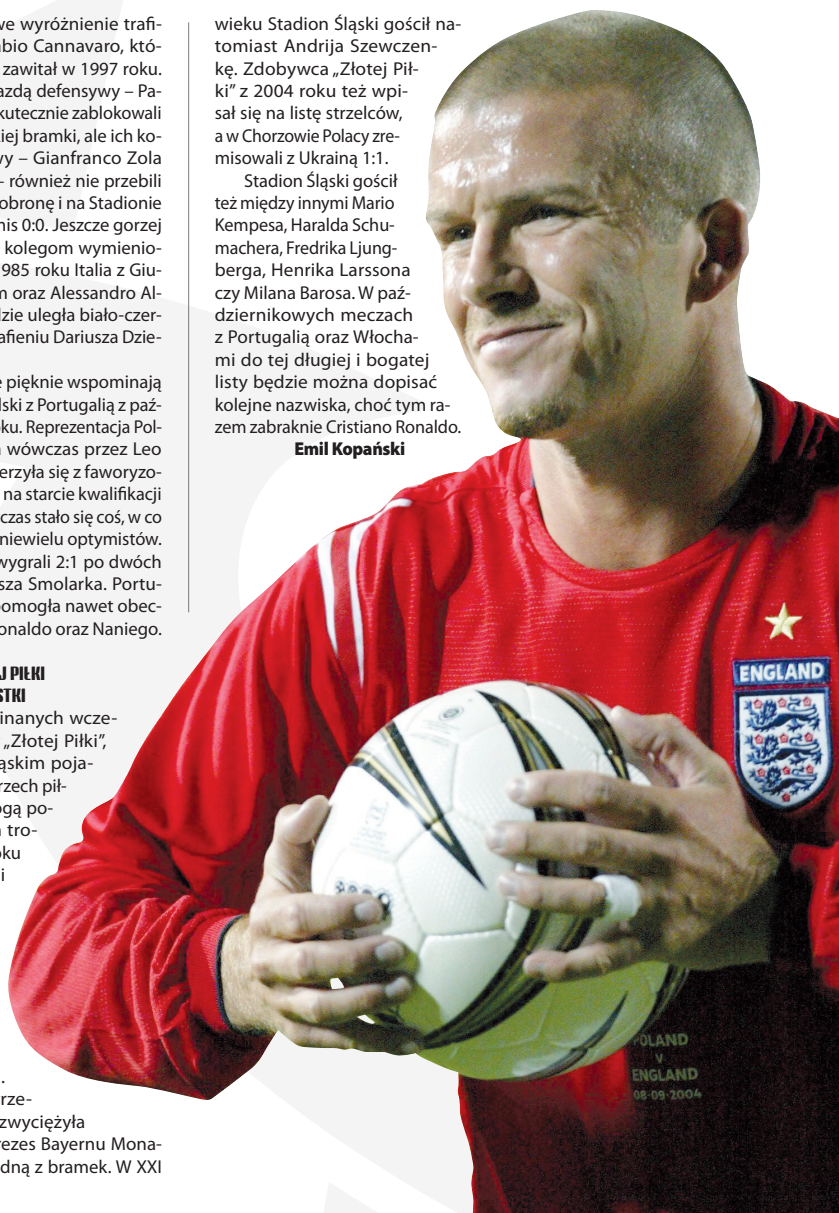 we wyróżnienie trafi-
bio Cannavaro, któ-
zawitał w 1997 roku.
azdą defensywy – Pa-
kutecznie zablokowali
iej bramki, ale ich ko-
vy – Gianfranco Zola
– również nie przebili
obronę i na Stadionie
nis 0:0. Jeszcze gorzej
kolegom wymienio-
985 roku Italia z Giu-
m oraz Alessandro Al-
dzie uległa biało-czer-
afieniu Dariusza Dzie-
e pięknie wspominają
lski z Portugalią z paź-
ku. Reprezentacja Pol-
a wówczas przez Leo
erzyła się z faworyzo-
na starcie kwalifikacji
czas stało się coś, w co
niewielu optymistów.
wygrali 2:1 po dwóch
sza Smolarka. Portu-
pomogła nawet obec-
onaldo oraz Naniego.
J PIŁKI
STKI
inanych wcze-
„Złotej Piłki”,
ąskim poja-
rzech pił-
ogą po-
tro-
oku
i
.
rze-
zwyciężyła
rezes Bayernu Mona-
dną z bramek. W XXI
wieku Stadion Śląski gościł na-
tomiast Andrija Szewczen-
kę. Zdobywca „Złotej Pił-
ki” z 2004 roku też wpi-
sał się na listę strzelców,
a w Chorzowie Polacy zre-
misowali z Ukrainą 1:1.
Stadion Śląski gościł
też między innymi Mario
Kempesa, Haralda Schu-
machera, Fredrika Ljung-
berga, Henrika Larssona
czy Milana Barosa. W paź-
dziernikowych meczach
z Portugalią oraz Włocha-
mi do tej długiej i bogatej
listy będzie można dopisać
kolejne nazwiska, choć tym ra-
zem zabraknie Cristiano Ronaldo.
Emil Kopański
ENGLAND
POLAND
V
ENGLAND
08-09-2004